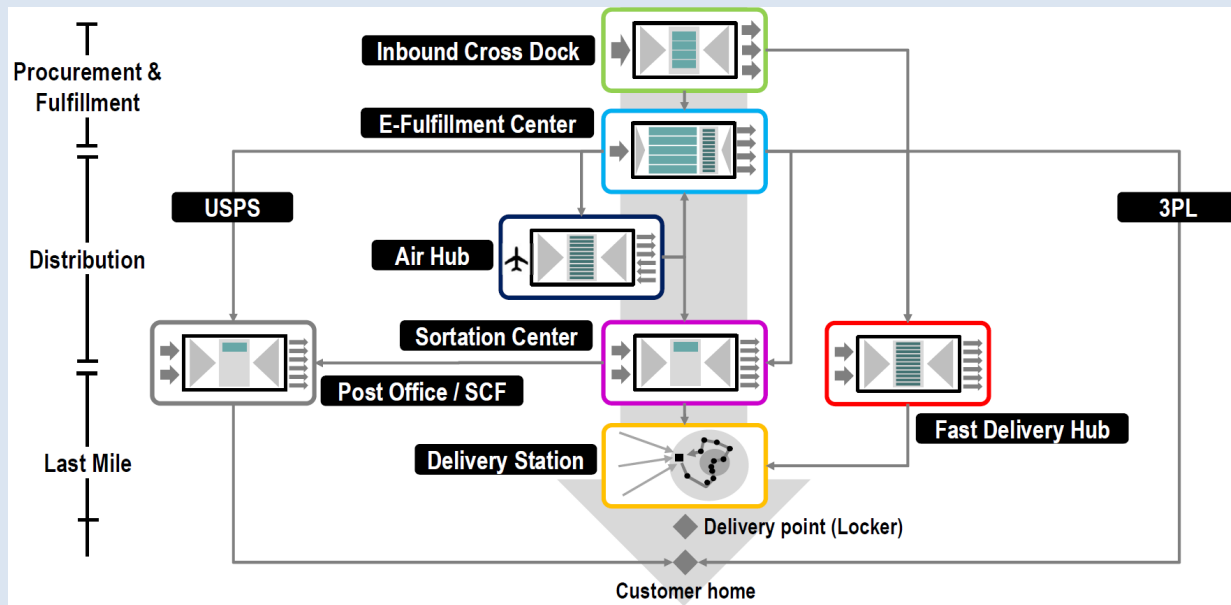 Inbound Cross Dock
Procurement &
Fulfillment
E-Fulfillment Center
USPS
3PL
Distribution
Air Hub
Sortation Center
Post Office / SCF
Fast Delivery Hub
Last Mile
Delivery Station
Delivery point (Locker)
Customer home